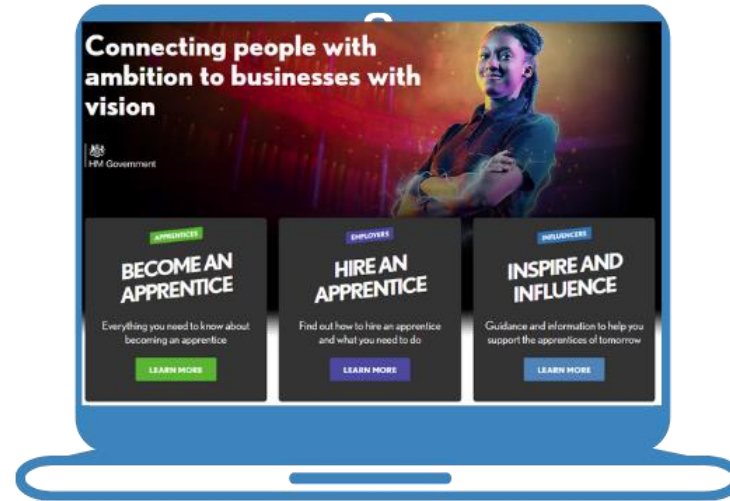 Connecting people with
ambition to businesses with
vision
HM Government
APPRENTICES
BECOME AN
APPRENTICE
Everything you need to know about
becoming an apprentice
LEARN MORE
EMPLOYERS
HIRE AN
APPRENTICE
Find out how to hire an apprentice
and what you need to do
LEARN MORE
INFLUENCERS
INSPIRE AND
INFLUENCE
Guidance and information to help you
support the apprentices of tomorrow
LEARN MORE